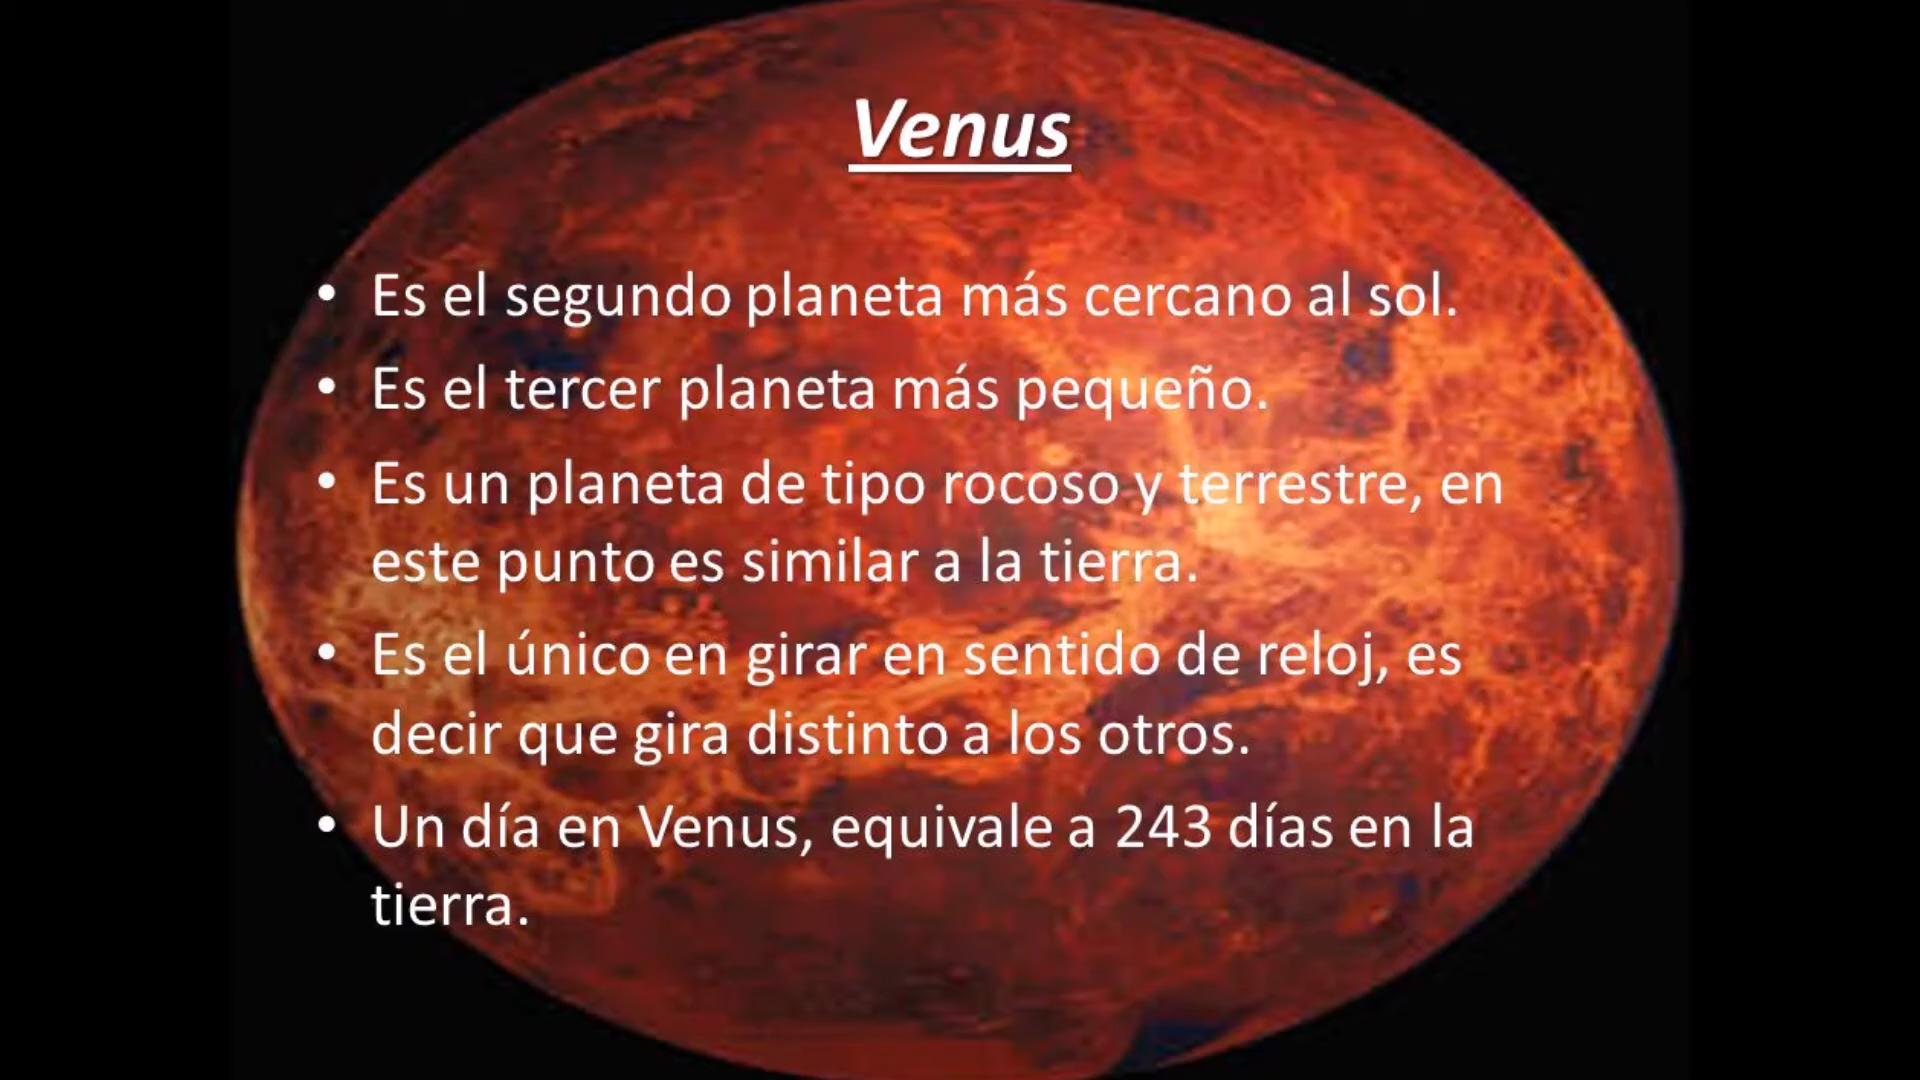 Venus
• Es el segundo planeta más cercano al sol.
• Es el tercer planeta más pequeño.
• Es un planeta de tipo rocoso y terrestre, en
este punto es similar a la tierra.
• Es el único en girar en sentido de reloj, es
decir que gira distinto a los otros.
• Un día en Venus, equivale a 243 días en la
tierra.